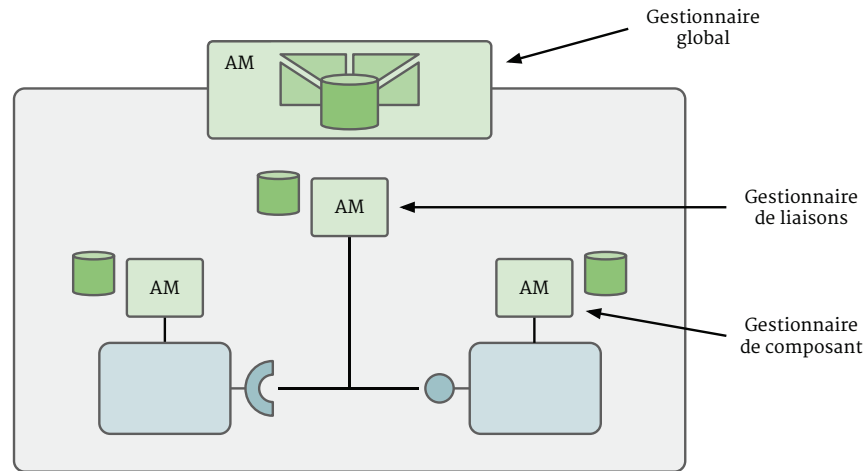 Gestionnaire
global
AM
AM
Gestionnaire
de liaisons
AM
AM
Gestionnaire
de composant